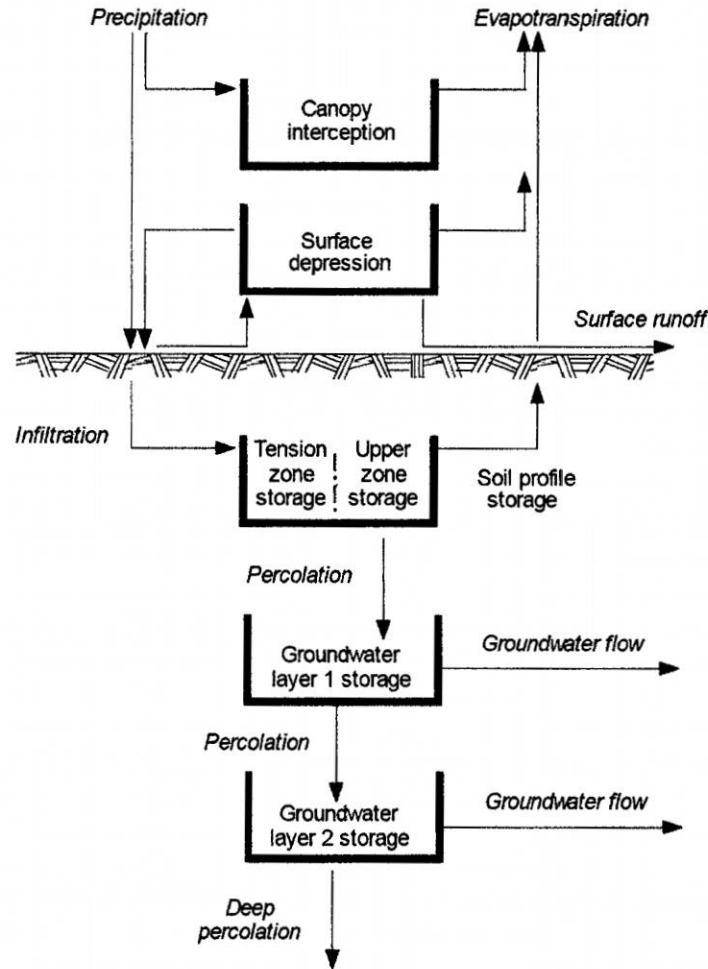 Precipitation
Evapotranspiration
Canopy
interception
Surface
depression
Surface runoff
Infiltration
Tension
zone
storage
Upper
zone
storage
Soil profile
storage
Percolation
Groundwater
layer 1 storage
Groundwater flow
Percolation
Groundwater
layer 2 storage
Groundwater flow
Deep
percolation